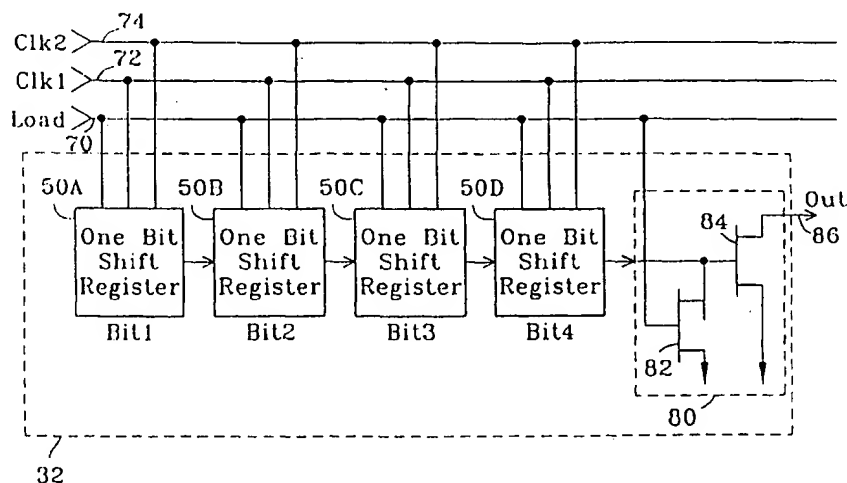 74
Clk2
72
Clk1
Load
70
50A
50B
50C
50D
Out
84
86
One Bit Shift Register
One Bit Shift Register
One Bit Shift Register
One Bit Shift Register
Bit1
Bit2
Bit3
Bit4
82
80
32